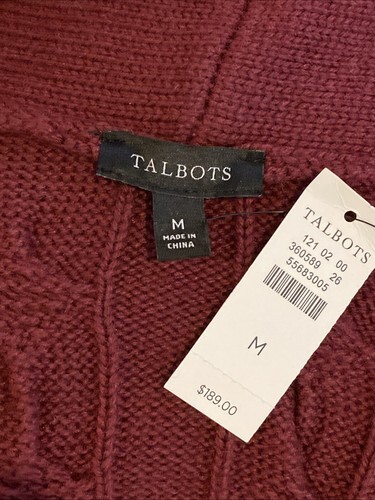 TALBOTS
M
MADE IN
CHINA
TALBOTS
121 02 00
360589 26
55683005
M
$189.00